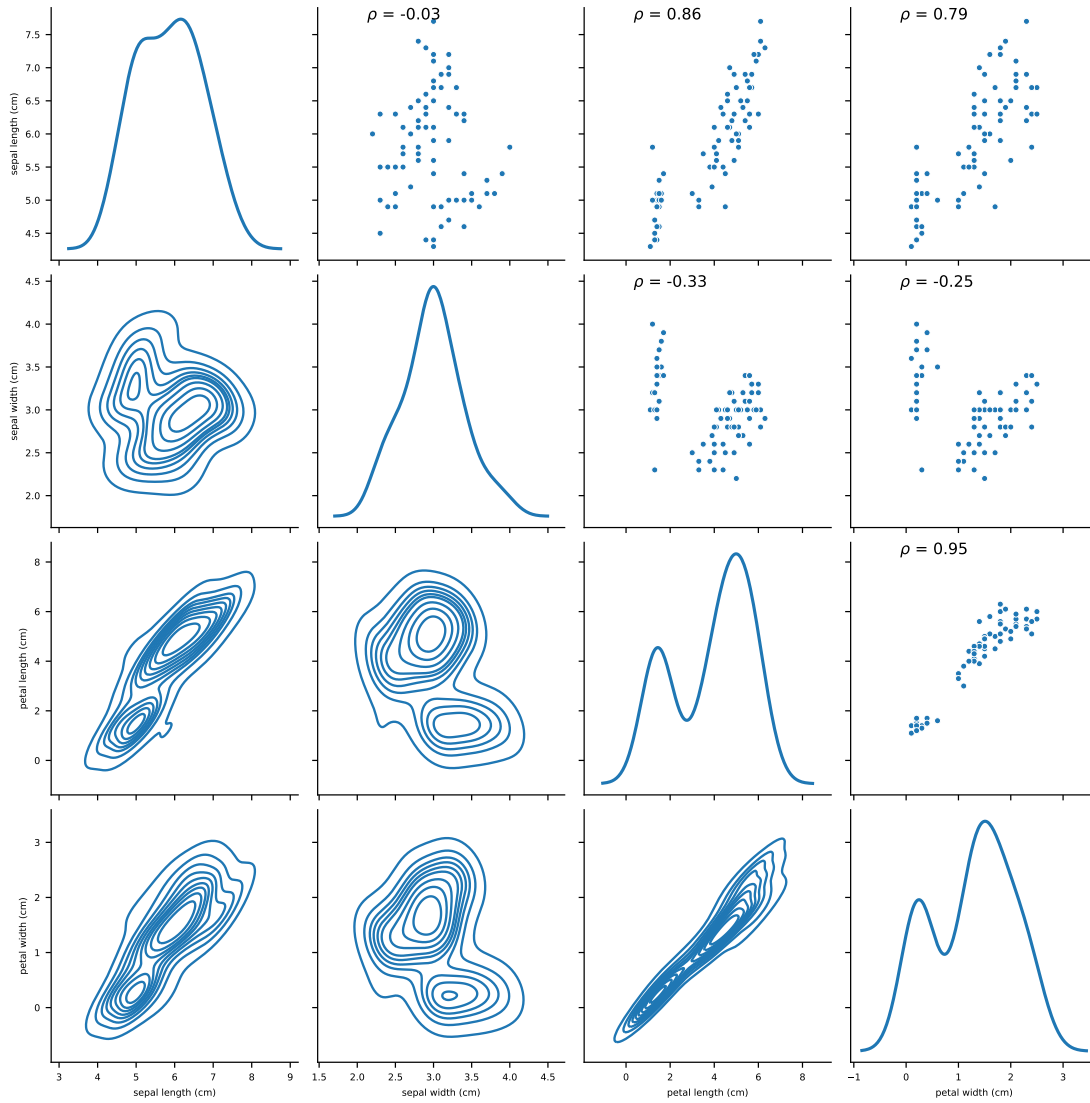 ρ = -0.03
ρ = 0.86
ρ = 0.79
7.5
7.0
6.5
6.0
5.5
5.0
4.5
sepal length (cm)
ρ = -0.33
ρ = -0.25
4.5
4.0
3.5
3.0
2.5
2.0
sepal width (cm)
ρ = 0.95
8
6
4
2
0
petal length (cm)
3
2
1
0
petal width (cm)
3 4 5 6 7 8 9
sepal length (cm)
1.5 2.0 2.5 3.0 3.5 4.0 4.5
sepal width (cm)
0 2 4 6 8
petal length (cm)
−1 0 1 2 3
petal width (cm)